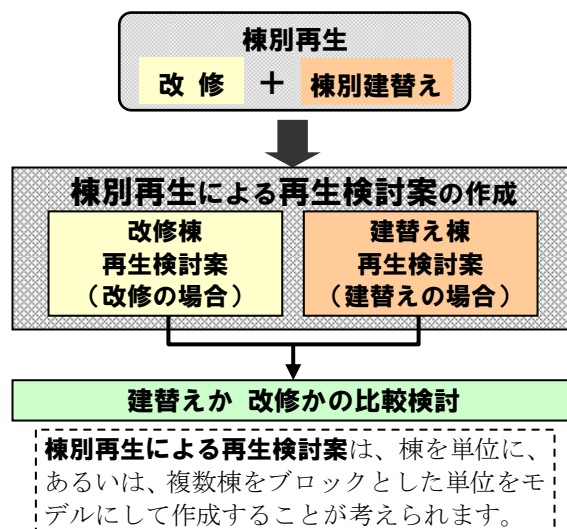 棟別再生
改 修 ＋ 棟別建替え
棟別再生による再生検討案の作成
改修棟
再生検討案
（改修の場合）
建替え棟
再生検討案
（建替えの場合）
建替えか 改修かの比較検討
棟別再生による再生検討案は、棟を単位に、
あるいは、複数棟をブロックとした単位をモ
デルにして作成することが考えられます。